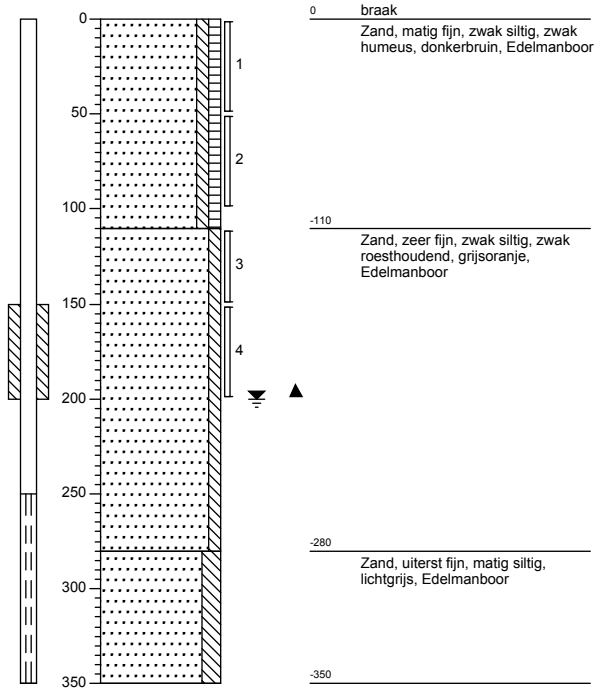 0
50
100
150
200
250
300
350
1
2
3
4
0 braak
Zand, matig fijn, zwak siltig, zwak
humeus, donkerbruin, Edelmanboor
-110
Zand, zeer fijn, zwak siltig, zwak
roesthoudend, grijsoranje,
Edelmanboor
-280
Zand, uiterst fijn, matig siltig,
lichtgrijs, Edelmanboor
-350